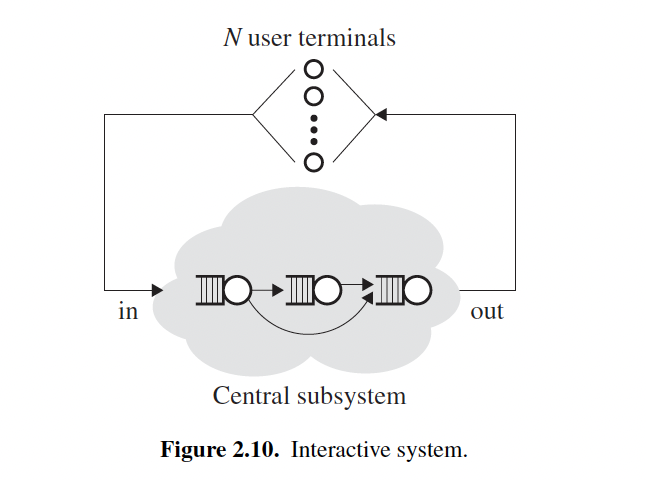 N user terminals
in
out
Central subsystem
Figure 2.10. Interactive system.